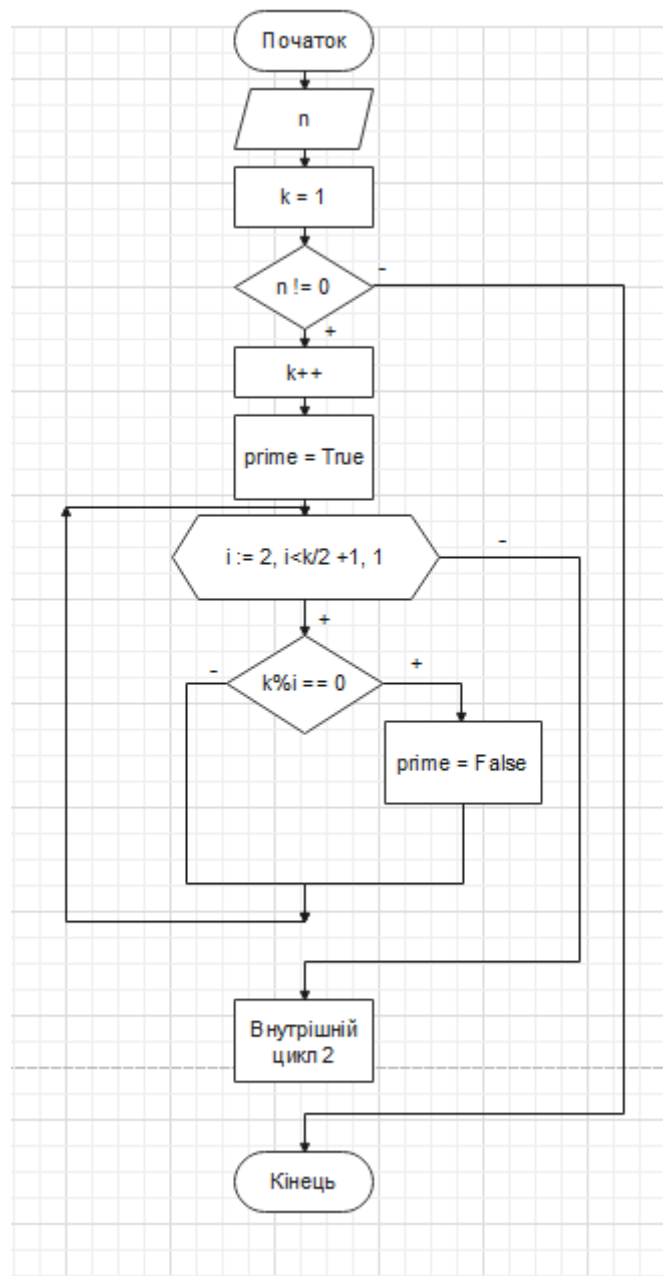 Початок
n
k = 1
n != 0
-
+
k++
prime = True
i := 2, i<k/2 +1, 1
-
+
k%i == 0
-
+
prime = False
Внутрішній
цикл 2
Кінець